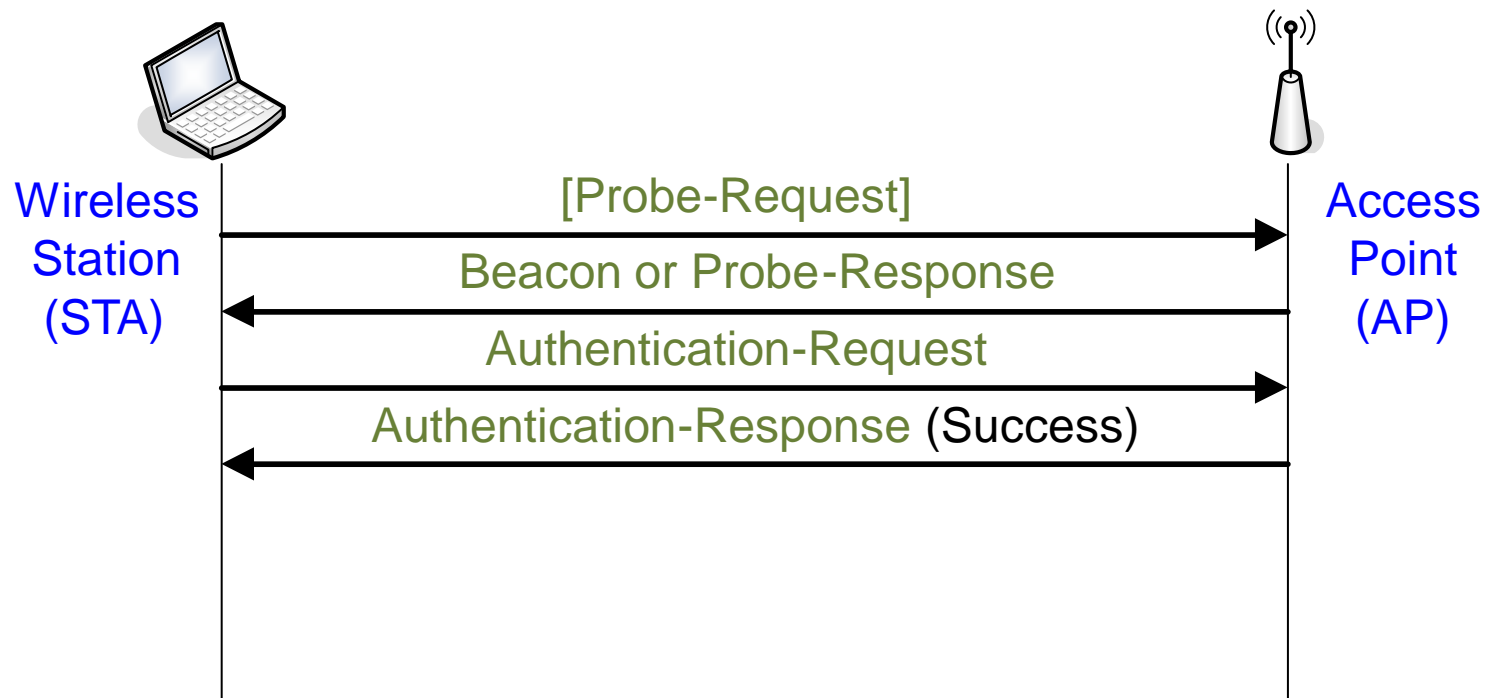 Wireless
Station
(STA)
[Probe-Request]
Beacon or Probe-Response
Authentication-Request
Authentication-Response (Success)
Access
Point
(AP)